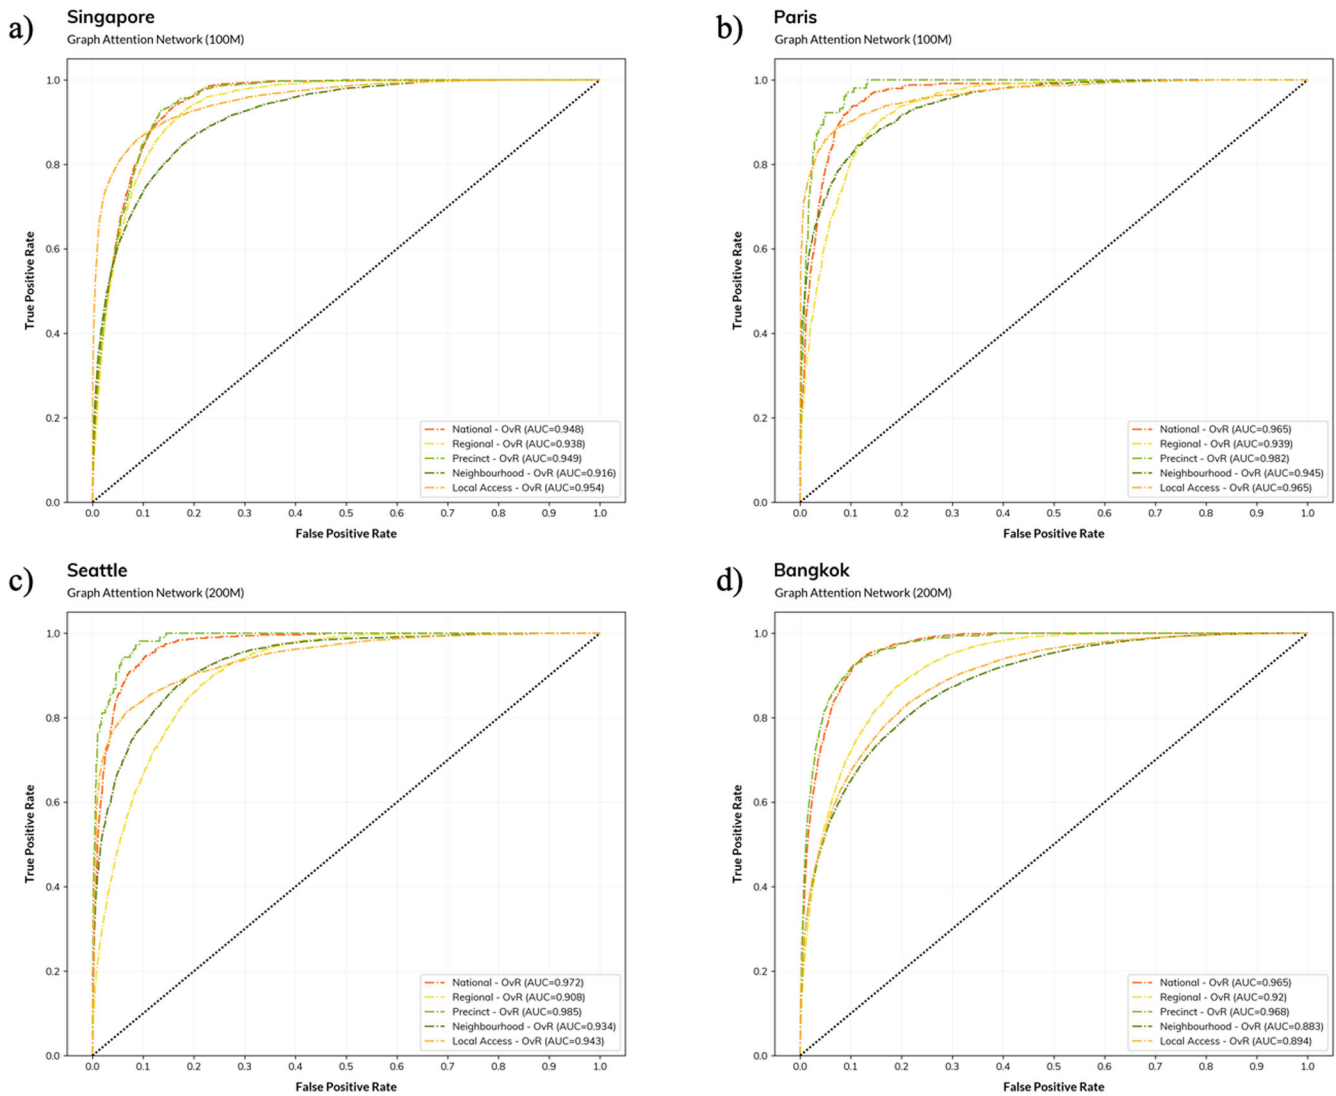 a)
Singapore
Graph Attention Network (100M)
1.0
0.8
0.6
0.4
0.2
0.0
True Positive Rate
National - OvR (AUC=0.948)
Regional - OvR (AUC=0.938)
Precinct - OvR (AUC=0.949)
Neighbourhood - OvR (AUC=0.916)
Local Access - OvR (AUC=0.954)
0.0 0.1 0.2 0.3 0.4 0.5 0.6 0.7 0.8 0.9 1.0
False Positive Rate
b)
Paris
Graph Attention Network (100M)
1.0
0.8
0.6
0.4
0.2
0.0
True Positive Rate
National - OvR (AUC=0.965)
Regional - OvR (AUC=0.939)
Precinct - OvR (AUC=0.982)
Neighbourhood - OvR (AUC=0.945)
Local Access - OvR (AUC=0.965)
0.0 0.1 0.2 0.3 0.4 0.5 0.6 0.7 0.8 0.9 1.0
False Positive Rate
c)
Seattle
Graph Attention Network (200M)
1.0
0.8
0.6
0.4
0.2
0.0
True Positive Rate
National - OvR (AUC=0.972)
Regional - OvR (AUC=0.908)
Precinct - OvR (AUC=0.985)
Neighbourhood - OvR (AUC=0.934)
Local Access - OvR (AUC=0.943)
0.0 0.1 0.2 0.3 0.4 0.5 0.6 0.7 0.8 0.9 1.0
False Positive Rate
d)
Bangkok
Graph Attention Network (200M)
1.0
0.8
0.6
0.4
0.2
0.0
True Positive Rate
National - OvR (AUC=0.965)
Regional - OvR (AUC=0.92)
Precinct - OvR (AUC=0.968)
Neighbourhood - OvR (AUC=0.883)
Local Access - OvR (AUC=0.894)
0.0 0.1 0.2 0.3 0.4 0.5 0.6 0.7 0.8 0.9 1.0
False Positive Rate